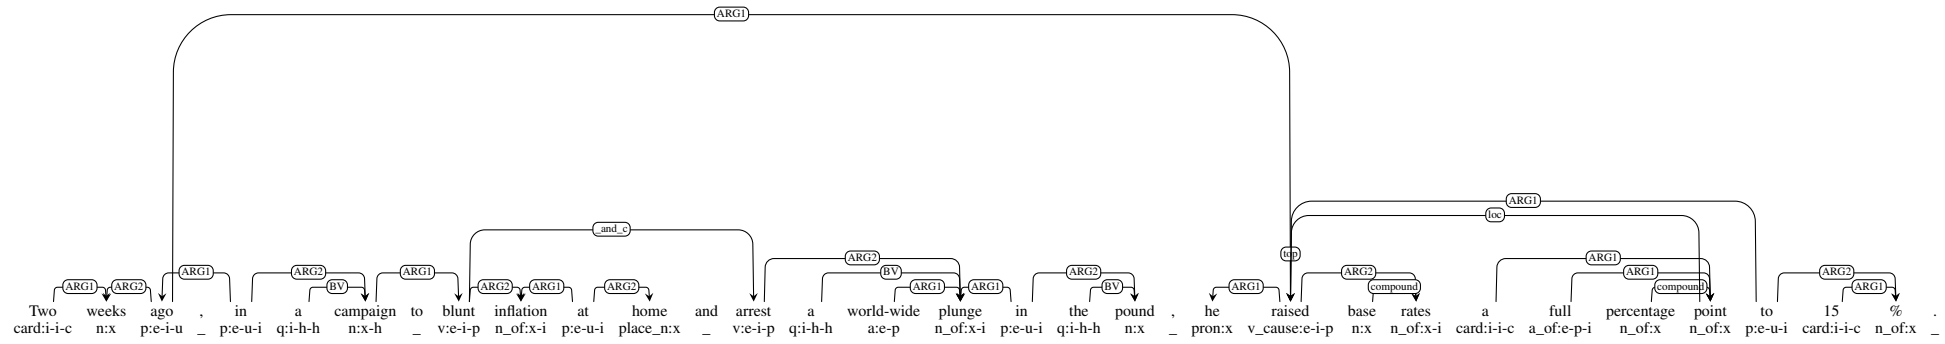 ARG1
ARG1
loc
_and_c
top
ARG2 BV ARG1
ARG1 ARG2 ARG1 ARG2 ARG1 ARG1 ARG2 ARG2 ARG2
ARG1 ARG2 BV ARG2 ARG1 ARG2 ARG1 ARG1 BV ARG1 compound compound ARG1
Two weeks ago , in a campaign to blunt inflation at home and arrest a world-wide plunge in the pound , he raised base rates a full percentage point to 15 % .
card:i-i-c n:x p:e-i-u _ p:e-u-i q:i-h-h n:x-h _ v:e-i-p n_of:x-i p:e-u-i place_n:x _ v:e-i-p q:i-h-h a:e-p n_of:x-i p:e-u-i q:i-h-h n:x _ pron:x v_cause:e-i-p n:x n_of:x-i card:i-i-c a_of:e-p-i n_of:x n_of:x p:e-u-i card:i-i-c n_of:x _